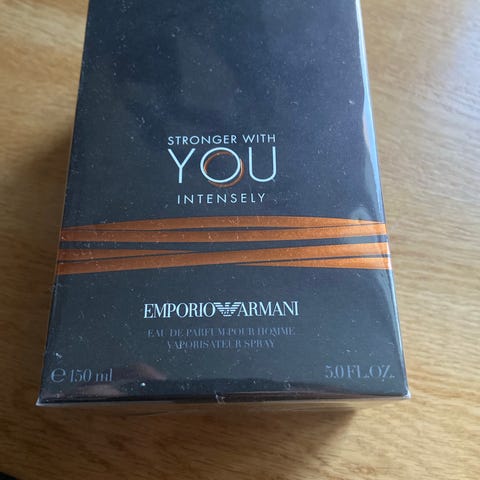 STRONGER WITH
YOU
INTENSELY
EMPORIO ARMANI
EAU DE PARFUM POUR HOMME
VAPORISATEUR SPRAY
e 150 ml 5.0 FL.OZ.